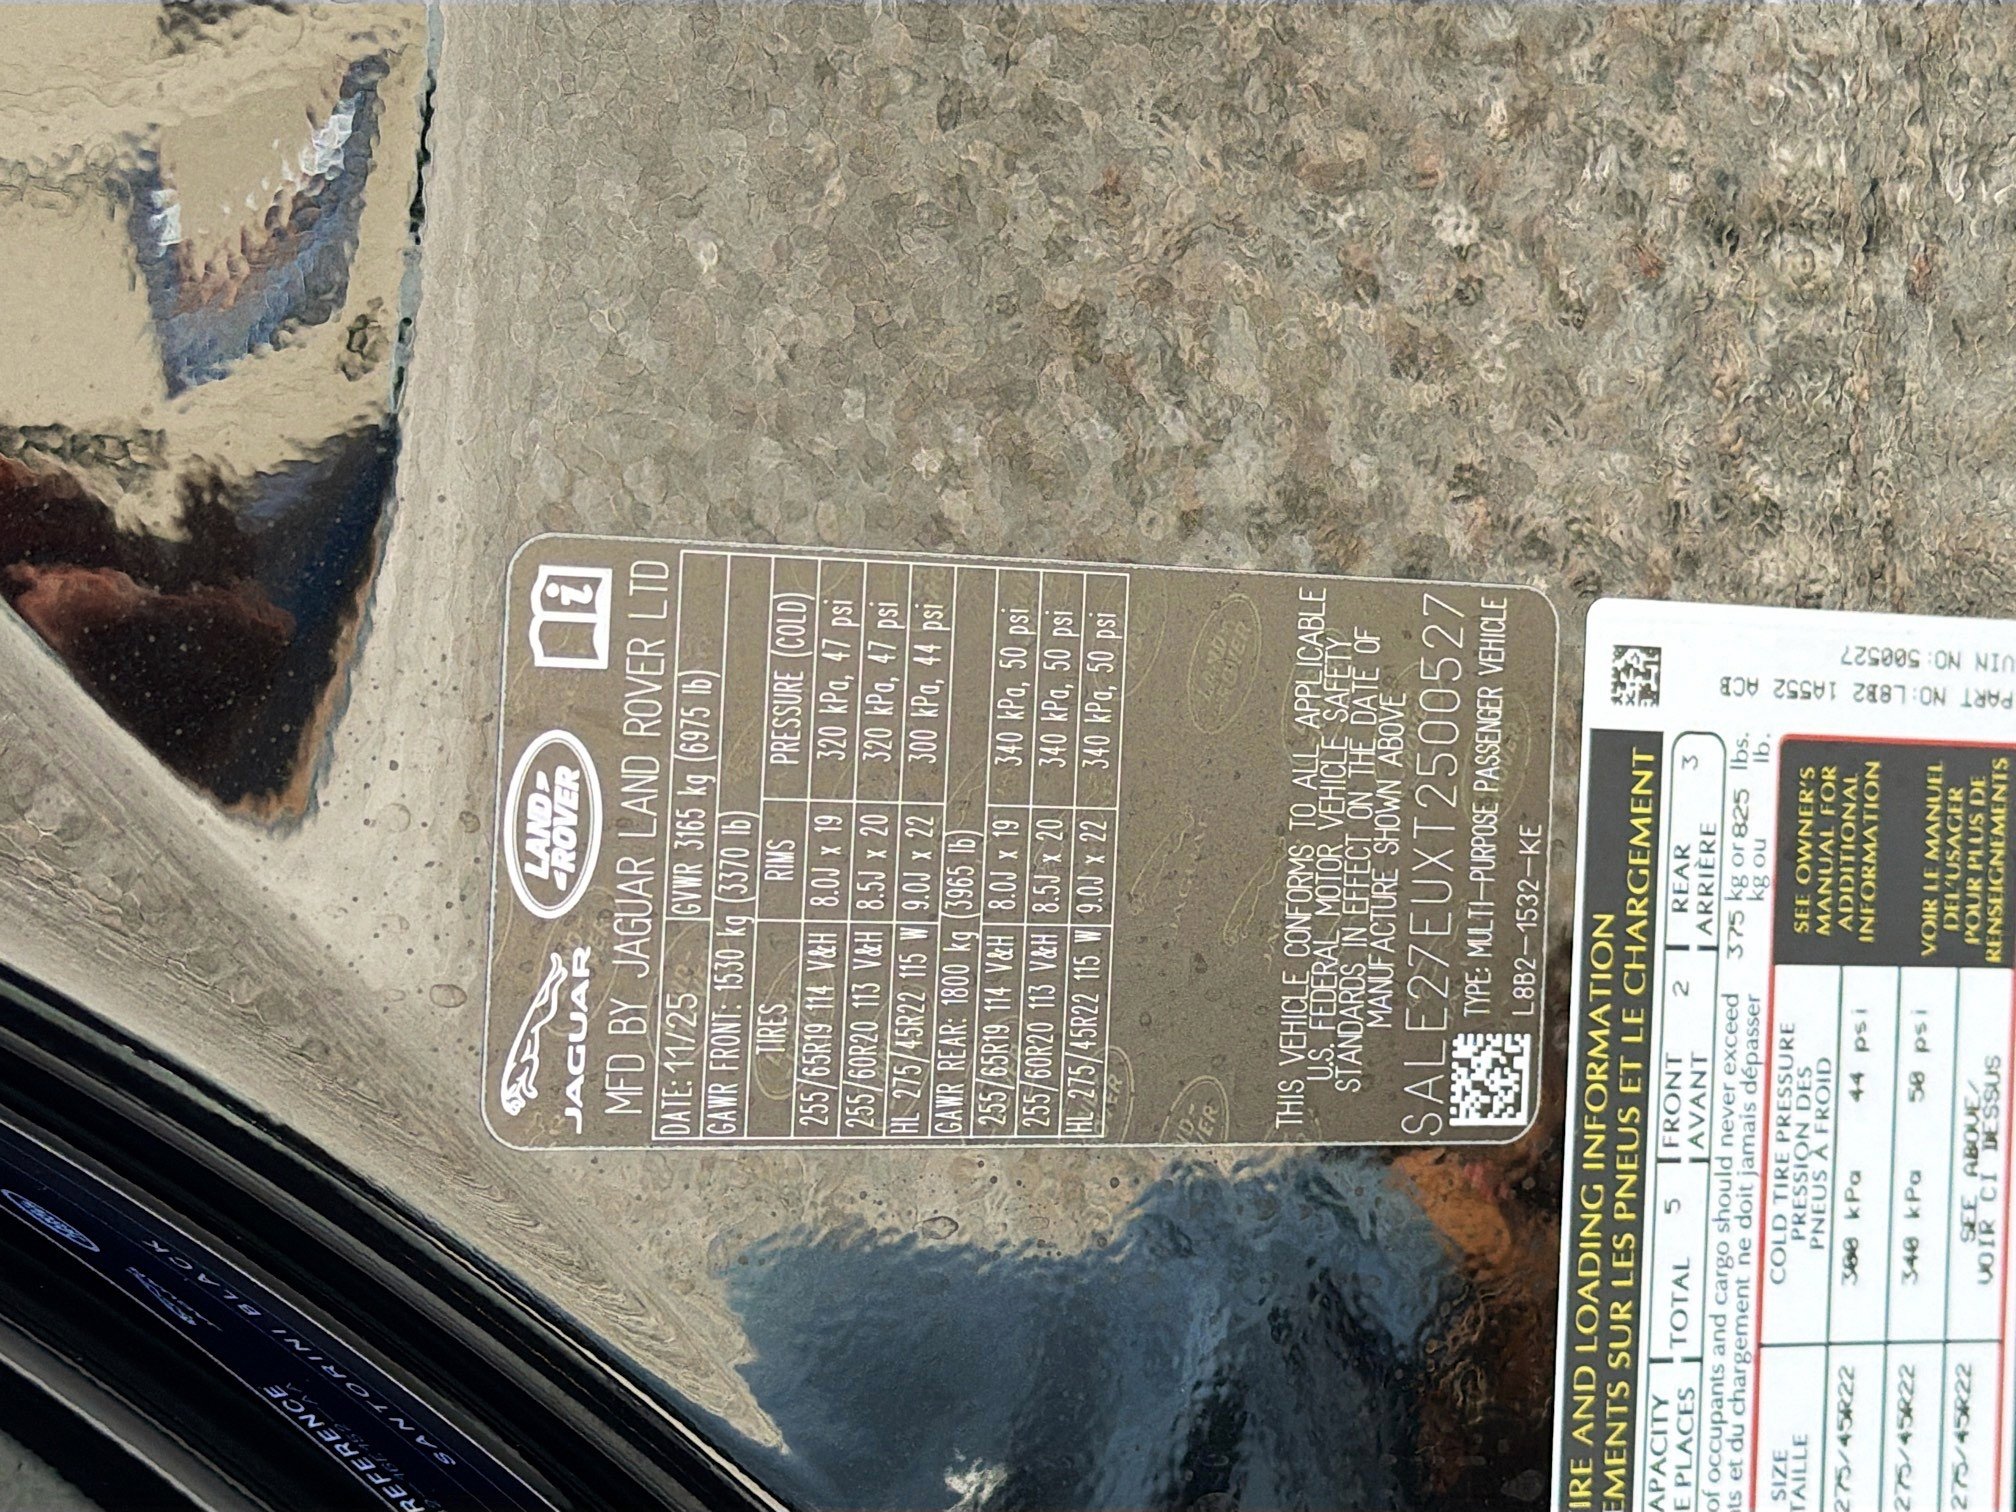 JAGUAR
LAND-
-ROVER
MFD BY JAGUAR LAND ROVER LTD
DATE: 11/25 GVWR 3165 kg (6975 lb)
GAWR FRONT: 1530 kg (3370 lb)
TIRES RIMS PRESSURE (COLD)
255/65R19 114 V&H 8.0J x 19 320 kPa, 47 psi
255/60R20 113 V&H 8.5J x 20 320 kPa, 47 psi
HL 275/45R22 115 W 9.0J x 22 300 kPa, 44 psi
GAWR REAR: 1800 kg (3965 lb)
255/65R19 114 V&H 8.0J x 19 340 kPa, 50 psi
255/60R20 113 V&H 8.5J x 20 340 kPa, 50 psi
HL 275/45R22 115 W 9.0J x 22 340 kPa, 50 psi
THIS VEHICLE CONFORMS TO ALL APPLICABLE
U.S. FEDERAL MOTOR VEHICLE SAFETY
STANDARDS IN EFFECT ON THE DATE OF
MANUFACTURE SHOWN ABOVE
SALE27EUXT2500527
TYPE: MULTI-PURPOSE PASSENGER VEHICLE
L8B2-1532-KE
IRE AND LOADING INFORMATION
EMENTS SUR LES PNEUS ET LE CHARGEMENT
APACITY TOTAL 5 FRONT 2 REAR 3
E PLACES AVANT ARRIÈRE
of occupants and cargo should never exceed 375 kg or 825 lbs.
s et du chargement ne doit jamais dépasser kg ou lb.
SIZE
TAILLE
COLD TIRE PRESSURE
PRESSION DES
PNEUS À FROID
275/45R22 300 kPa 44 psi
275/45R22 340 kPa 50 psi
275/45R22 SEE ABOVE/
VOIR CI DESSUS
SEE OWNER'S
MANUAL FOR
ADDITIONAL
INFORMATION
VOIR LE MANUEL
DE L'USAGER
POUR PLUS DE
RENSEIGNEMENTS
PART NO:L8B2 1A552 ACB
VIN NO:500527
SANTORINI BLACK
REFERENCE